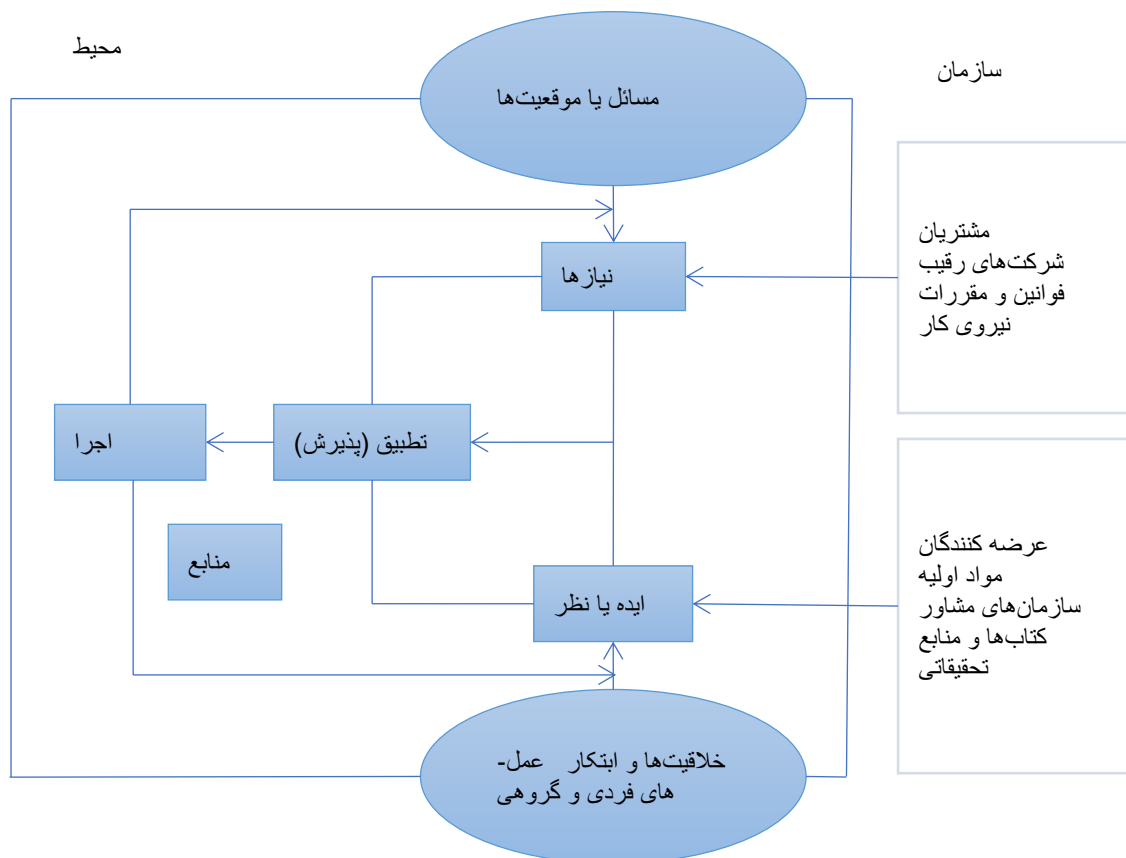 محیط
سازمان
مسائل یا موقعیت‌ها
مشتریان
شرکت‌های رقیب
فوانین و مقررات
نیروی کار
نیازها
تطبیق (پذیرش)
اجرا
منابع
ایده یا نظر
عرضه کنندگان
مواد اولیه
سازمان‌های مشاور
کتاب‌ها و منابع
تحقیقاتی
خلاقیت‌ها و ابتکار عمل-
های فردی و گروهی